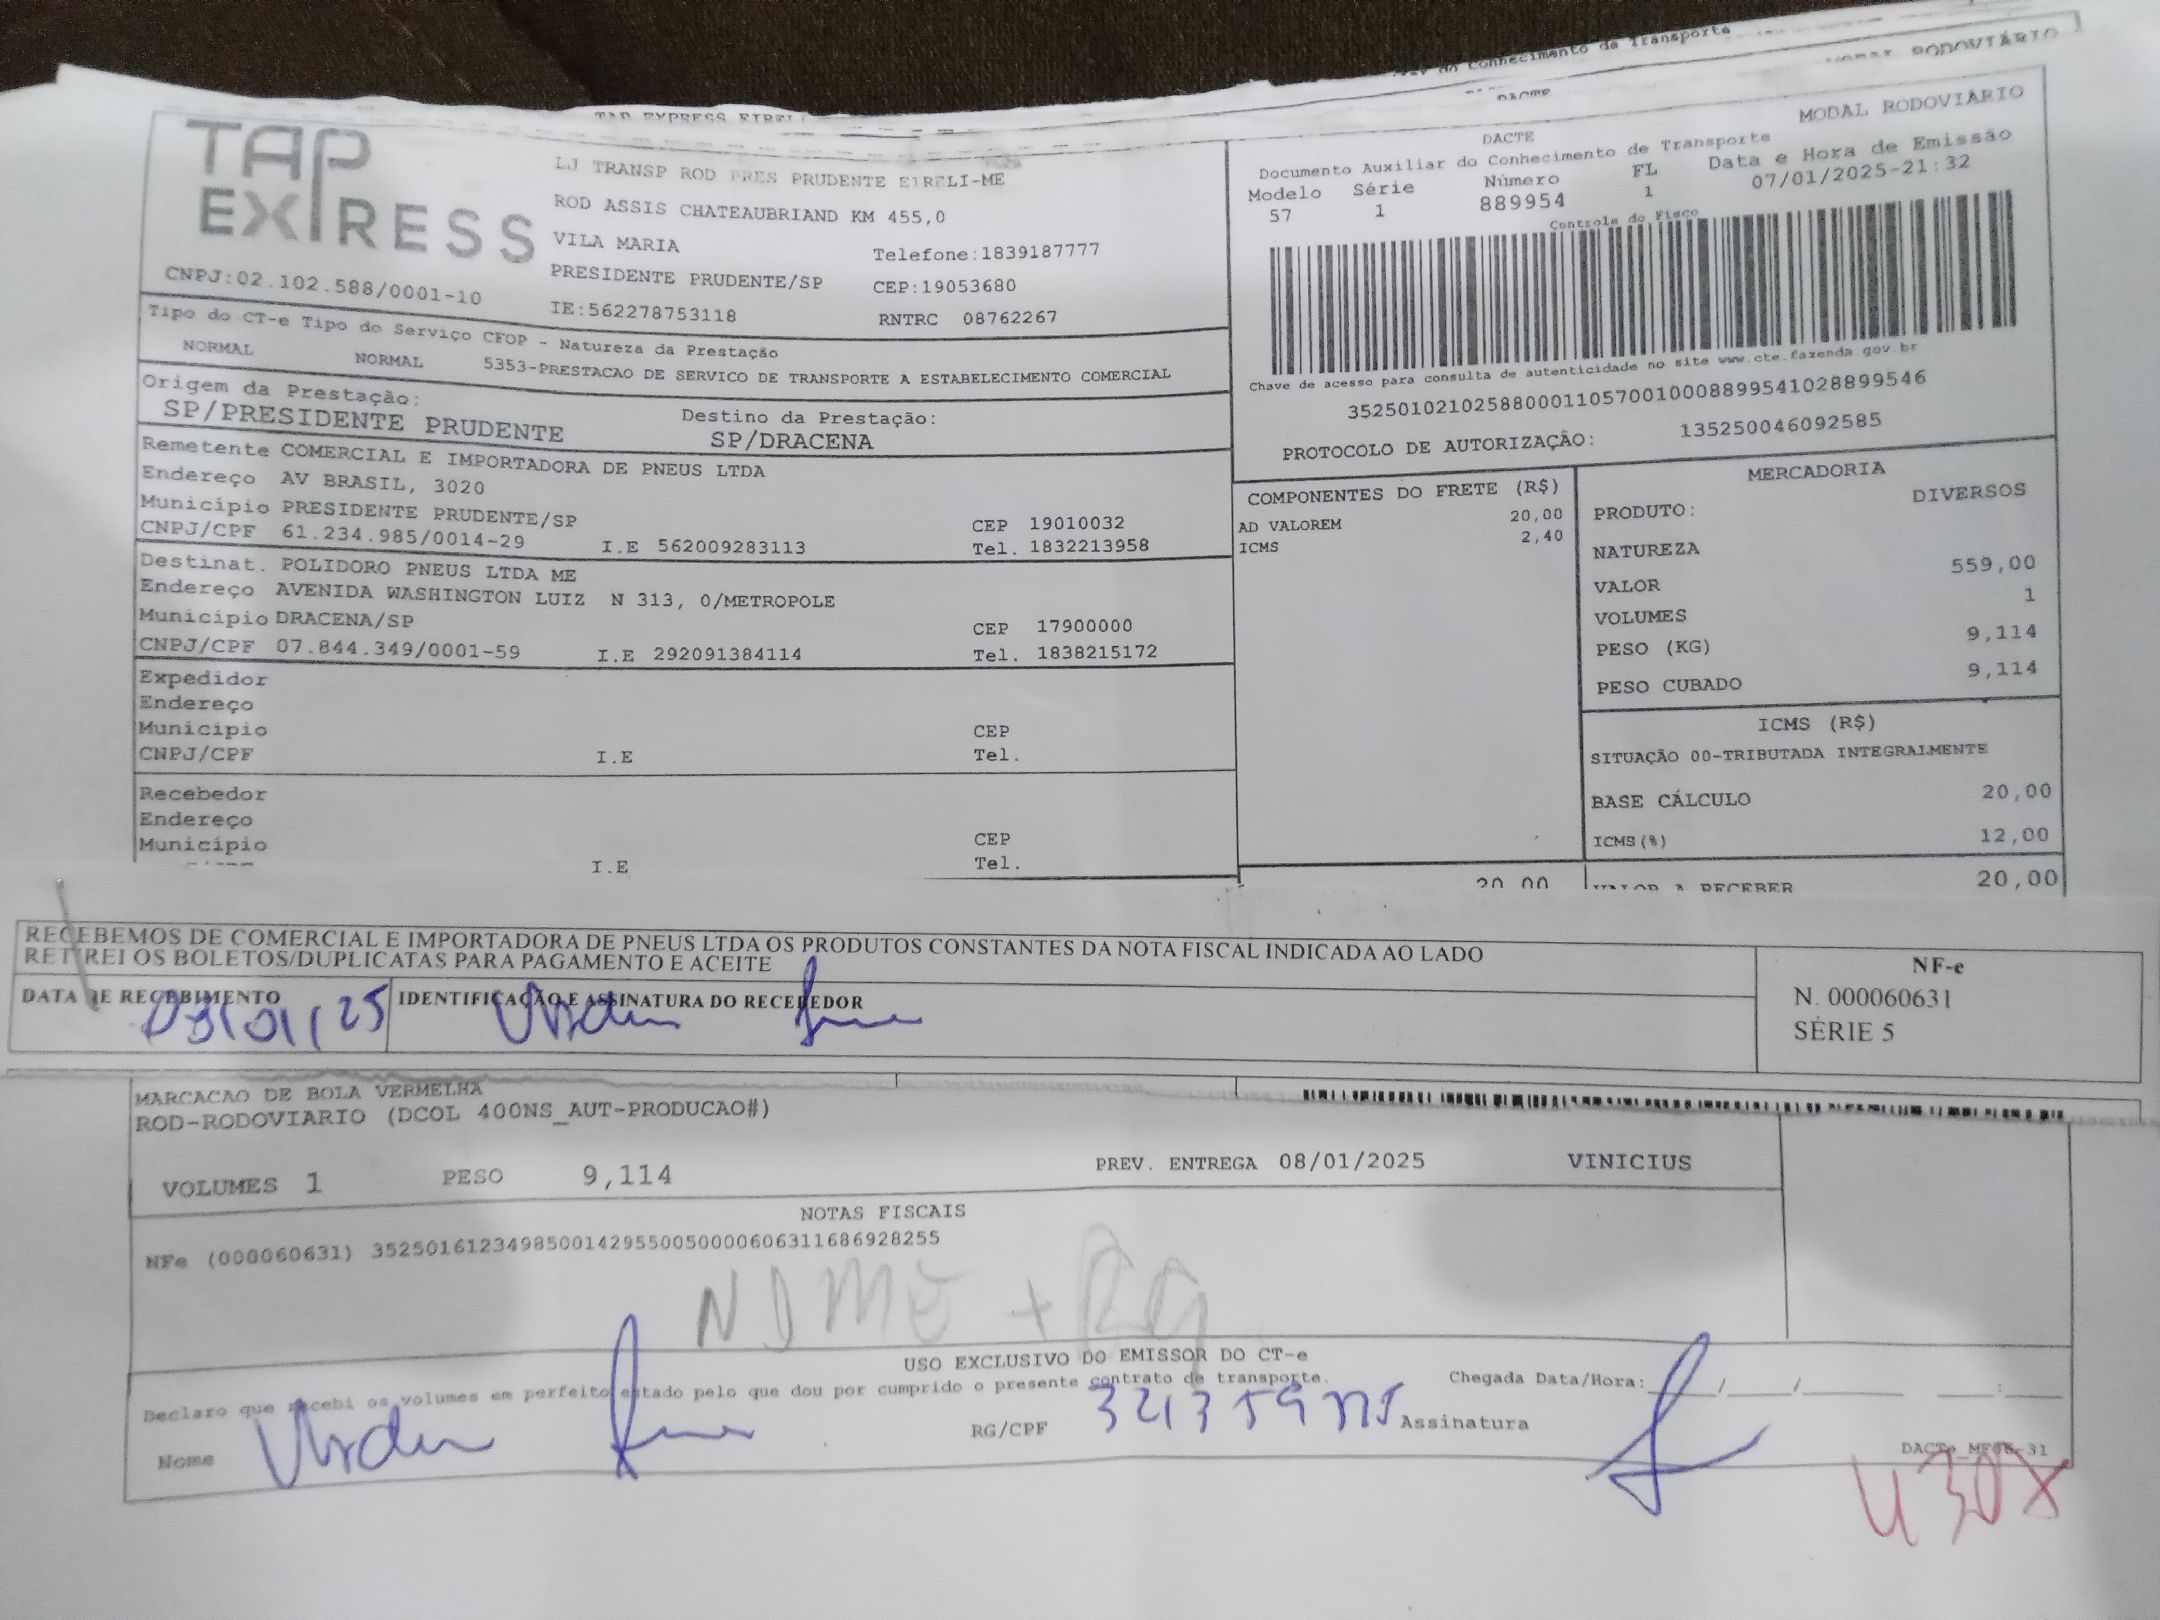 Conhecimento de Transporte
MODAL RODOVIÁRIO
DACTE
TAP EXPRESS EIRELI
TAP
EXPRESS
CNPJ:02.102.588/0001-10
LJ TRANSP ROD PRES PRUDENTE EIRELI-ME
ROD ASSIS CHATEAUBRIAND KM 455,0
VILA MARIA Telefone:1839187777
PRESIDENTE PRUDENTE/SP CEP:19053680
IE:562278753118 RNTRC 08762267
DACTE MODAL RODOVIÁRIO
Documento Auxiliar do Conhecimento de Transporte
Modelo Série Número FL Data e Hora de Emissão
57 1 889954 1 07/01/2025-21:32
Controle do Fisco
Chave de acesso para consulta de autenticidade no site www.cte.fazenda.gov.br
35250102102588000110570010008899541028899546
PROTOCOLO DE AUTORIZAÇÃO: 135250046092585
Tipo do CT-e Tipo do Serviço CFOP - Natureza da Prestação
NORMAL NORMAL 5353-PRESTACAO DE SERVICO DE TRANSPORTE A ESTABELECIMENTO COMERCIAL
Origem da Prestação: Destino da Prestação:
SP/PRESIDENTE PRUDENTE SP/DRACENA
Remetente COMERCIAL E IMPORTADORA DE PNEUS LTDA
Endereço AV BRASIL, 3020
Município PRESIDENTE PRUDENTE/SP CEP 19010032
CNPJ/CPF 61.234.985/0014-29 I.E 562009283113 Tel. 1832213958
Destinat. POLIDORO PNEUS LTDA ME
Endereço AVENIDA WASHINGTON LUIZ N 313, 0/METROPOLE
Município DRACENA/SP CEP 17900000
CNPJ/CPF 07.844.349/0001-59 I.E 292091384114 Tel. 1838215172
Expedidor
Endereço
Município CEP
CNPJ/CPF I.E Tel.
Recebedor
Endereço
Município CEP
I.E Tel.
COMPONENTES DO FRETE (R$)
AD VALOREM 20,00
ICMS 2,40
20,00
MERCADORIA
PRODUTO: DIVERSOS
NATUREZA
VALOR 559,00
VOLUMES 1
PESO (KG) 9,114
PESO CUBADO 9,114
ICMS (R$)
SITUAÇÃO 00-TRIBUTADA INTEGRALMENTE
BASE CÁLCULO 20,00
ICMS(%) 12,00
VALOR A RECEBER 20,00
RECEBEMOS DE COMERCIAL E IMPORTADORA DE PNEUS LTDA OS PRODUTOS CONSTANTES DA NOTA FISCAL INDICADA AO LADO
RETIREI OS BOLETOS/DUPLICATAS PARA PAGAMENTO E ACEITE
DATA DE RECEBIMENTO IDENTIFICAÇÃO E ASSINATURA DO RECEBEDOR
NF-e
N. 000060631
SÉRIE 5
MARCACAO DE BOLA VERMELHA
ROD-RODOVIARIO (DCOL 400NS_AUT-PRODUCAO#)
VOLUMES 1 PESO 9,114 PREV. ENTREGA 08/01/2025 VINICIUS
NOTAS FISCAIS
NFe (000060631) 35250161234985001429550050000606311686928255
USO EXCLUSIVO DO EMISSOR DO CT-e
Declaro que recebi os volumes em perfeito estado pelo que dou por cumprido o presente contrato de transporte. Chegada Data/Hora:____/____/____ ___:___
Nome RG/CPF Assinatura